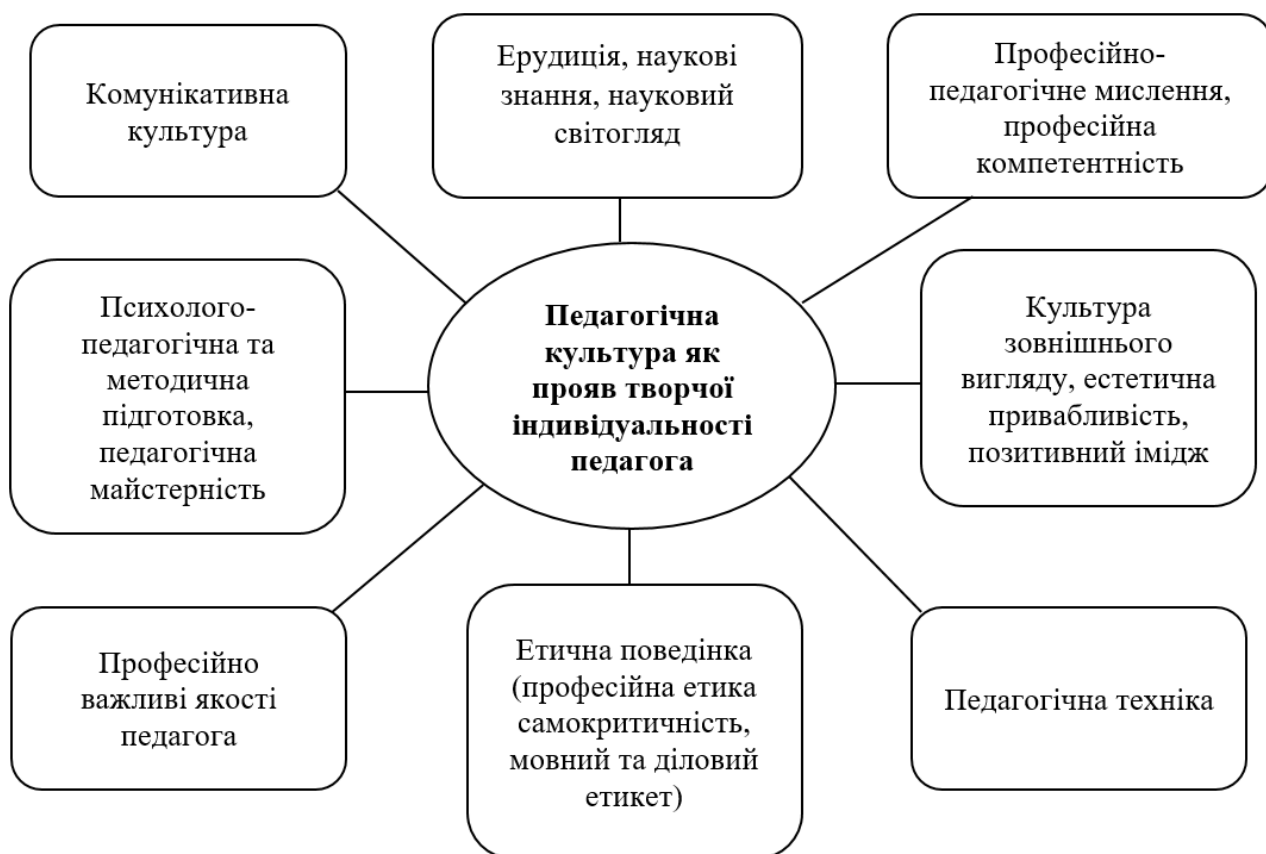 Комунікативна
культура
Ерудиція, наукові
знання, науковий
світогляд
Професійно-
педагогічне мислення,
професійна
компетентність
Психолого-
педагогічна та
методична
підготовка,
педагогічна
майстерність
Педагогічна
культура як
прояв творчої
індивідуальності
педагога
Культура
зовнішнього
вигляду, естетична
привабливість,
позитивний імідж
Професійно
важливі якості
педагога
Етична поведінка
(професійна етика
самокритичність,
мовний та діловий
етикет)
Педагогічна техніка